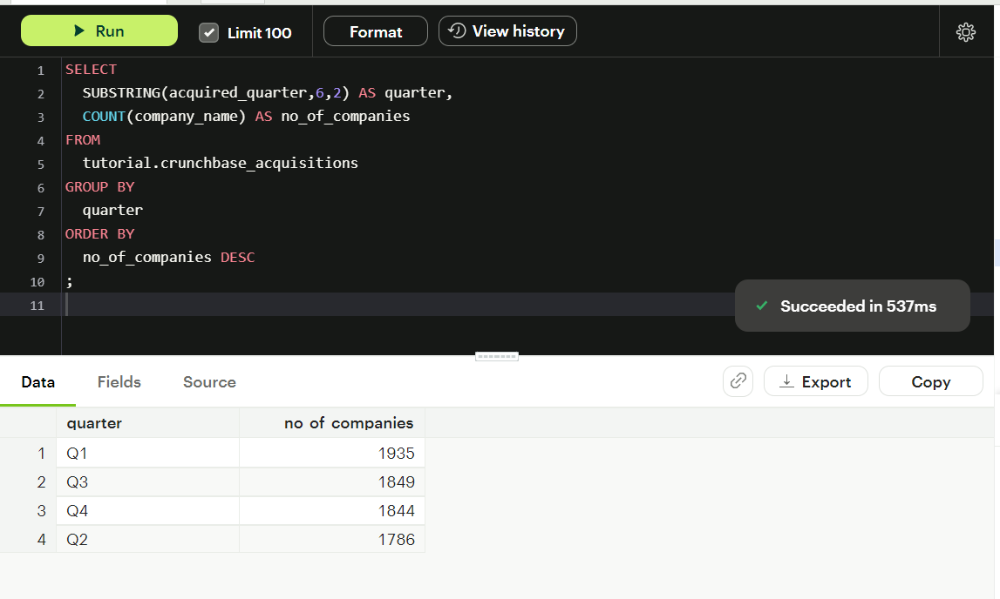 Run Limit 100 Format View history
1 SELECT
2 SUBSTRING(acquired_quarter,6,2) AS quarter,
3 COUNT(company_name) AS no_of_companies
4 FROM
5 tutorial.crunchbase_acquisitions
6 GROUP BY
7 quarter
8 ORDER BY
9 no_of_companies DESC
10 ;
11
Succeeded in 537ms
Data Fields Source Export Copy
quarter no of companies
1 Q1 1935
2 Q3 1849
3 Q4 1844
4 Q2 1786